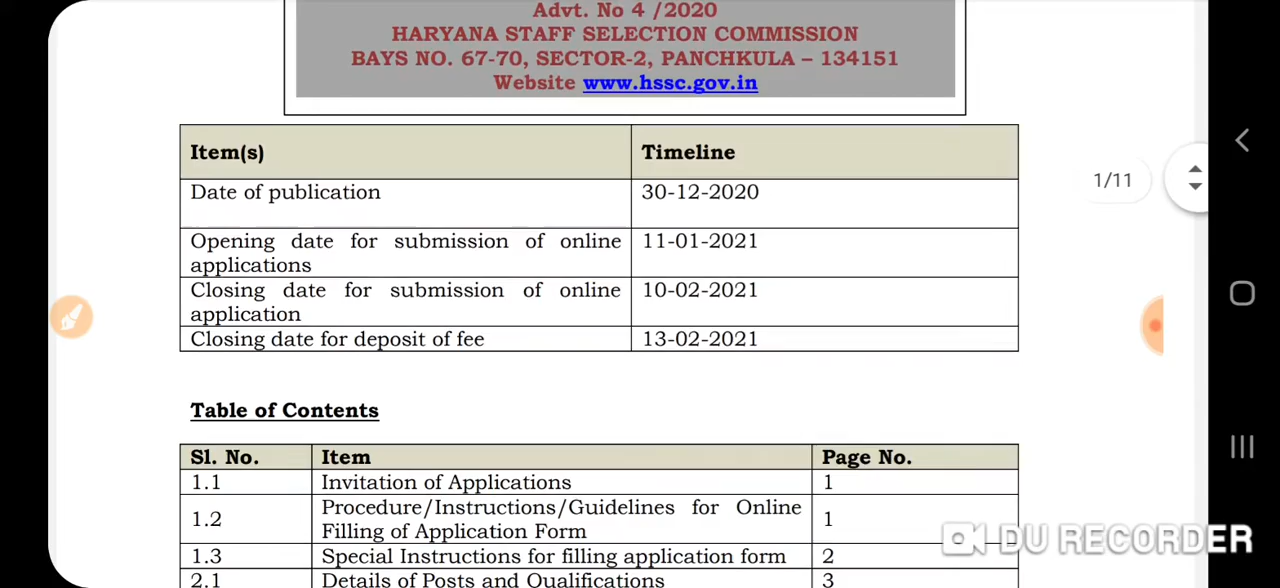 Advt. No 4 /2020
HARYANA STAFF SELECTION COMMISSION
BAYS NO. 67-70, SECTOR-2, PANCHKULA – 134151
Website www.hssc.gov.in
Item(s) Timeline
Date of publication 30-12-2020
Opening date for submission of online
applications 11-01-2021
Closing date for submission of online
application 10-02-2021
Closing date for deposit of fee 13-02-2021
1/11
Table of Contents
Sl. No. Item Page No.
1.1 Invitation of Applications 1
1.2 Procedure/Instructions/Guidelines for Online
Filling of Application Form 1
1.3 Special Instructions for filling application form 2
2.1 Details of Posts and Qualifications 3
DU RECORDER